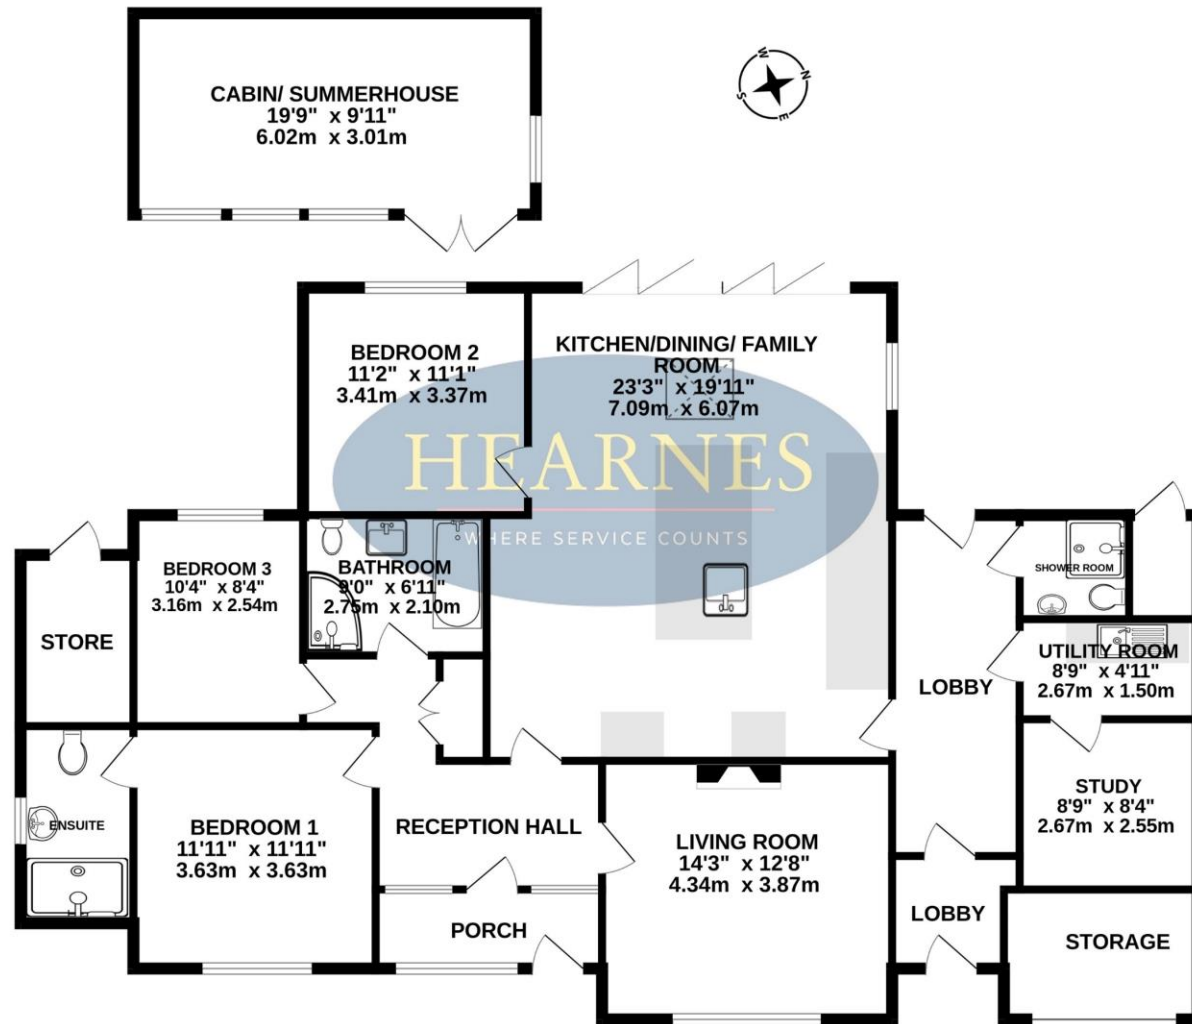 CABIN/ SUMMERHOUSE
19'9" x 9'11"
6.02m x 3.01m
W
N
S
E
BEDROOM 2
11'2" x 11'1"
3.41m x 3.37m
KITCHEN/DINING/ FAMILY
ROOM
23'3" x 19'11"
7.09m x 6.07m
HEARNES
WHERE SERVICE COUNTS
BEDROOM 3
10'4" x 8'4"
3.16m x 2.54m
BATHROOM
9'0" x 6'11"
2.75m x 2.10m
SHOWER ROOM
STORE
UTILITY ROOM
8'9" x 4'11"
2.67m x 1.50m
LOBBY
ENSUITE
BEDROOM 1
11'11" x 11'11"
3.63m x 3.63m
RECEPTION HALL
LIVING ROOM
14'3" x 12'8"
4.34m x 3.87m
STUDY
8'9" x 8'4"
2.67m x 2.55m
PORCH
LOBBY
STORAGE